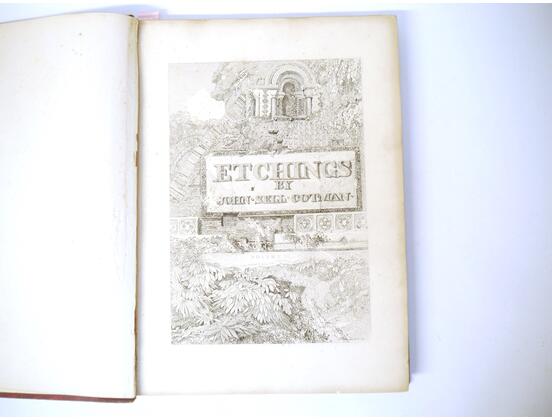 ETCHINGS
BY
JOHN · SELL · COTMAN ·